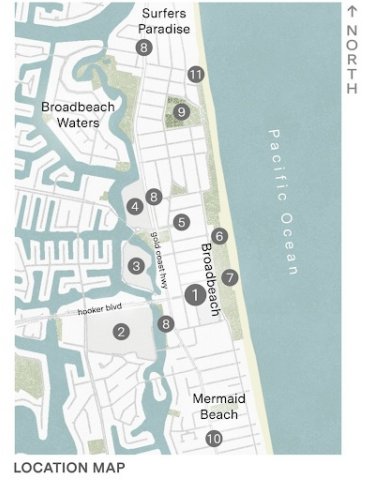 Surfers
Paradise
↑ NORTH
8
11
Broadbeach
Waters
9
Pacific Ocean
4
8
5
6
gold coast hwy
Broadbeach
3
7
1
hooker blvd
2
8
Mermaid
Beach
10
LOCATION MAP